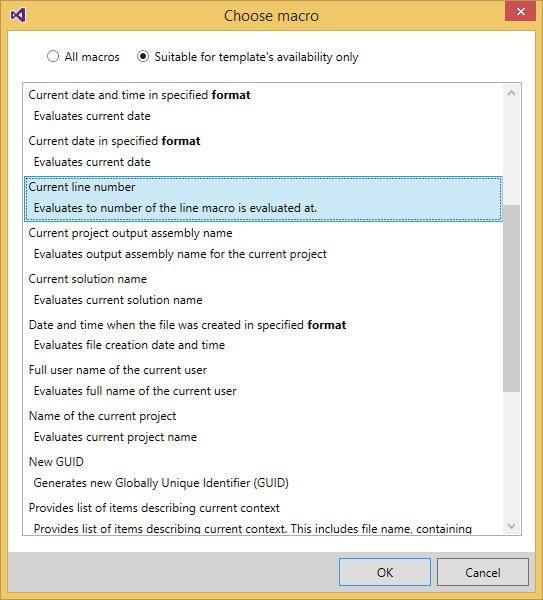 Choose macro
All macros
Suitable for template's availability only
Current date and time in specified format
Evaluates current date
Current date in specified format
Evaluates current date
Current line number
Evaluates to number of the line macro is evaluated at.
Current project output assembly name
Evaluates output assembly name for the current project
Current solution name
Evaluates current solution name
Date and time when the file was created in specified format
Evaluates file creation date and time
Full user name of the current user
Evaluates full name of the current user
Name of the current project
Evaluates current project name
New GUID
Generates new Globally Unique Identifier (GUID)
Provides list of items describing current context
Provides list of items describing current context. This includes file name, containing
OK
Cancel